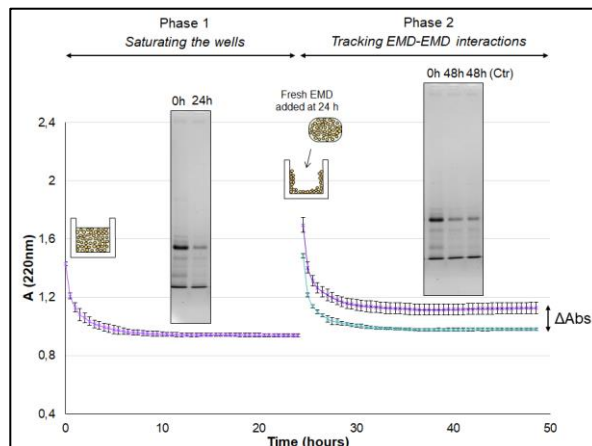 Phase 1
Saturating the wells
Phase 2
Tracking EMD-EMD interactions
0h 24h
Fresh EMD
added at 24 h
0h 48h 48h (Ctr)
A (220nm)
2,4
2
1,6
1,2
0,8
0,4
ΔAbs
0 10 20 30 40 50
Time (hours)